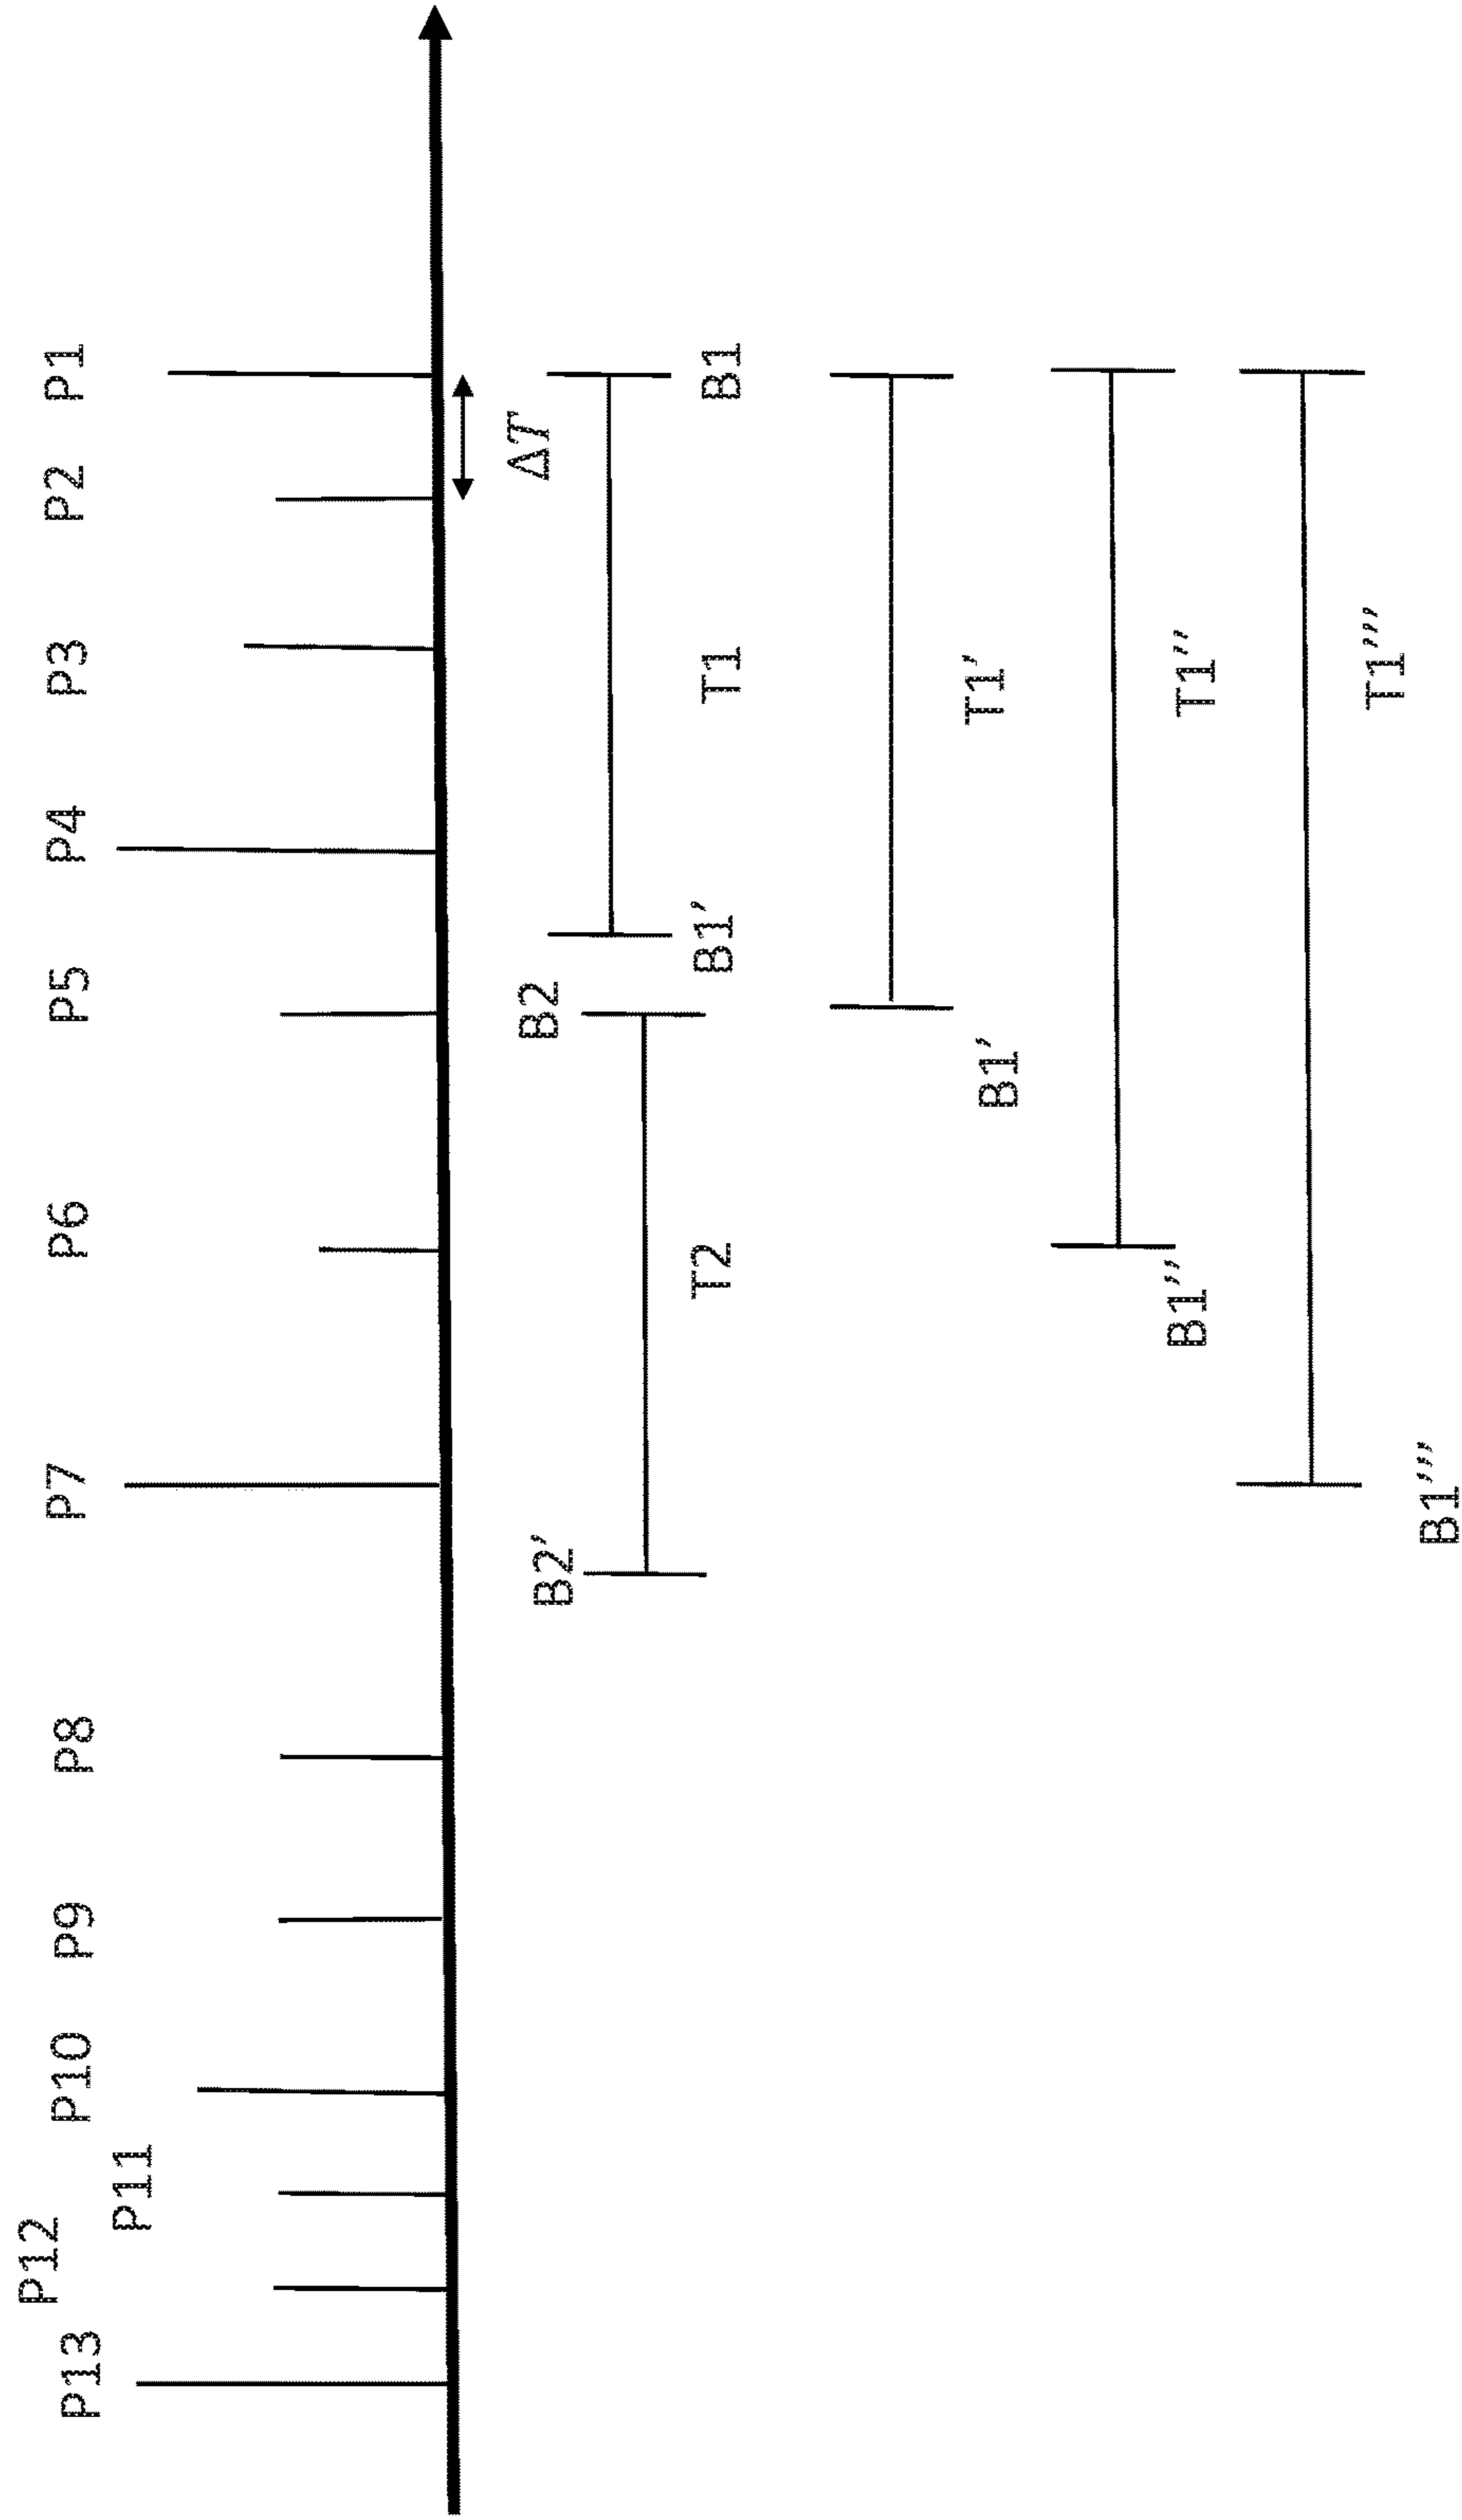 P13
P12
P11
P10
P9
P8
P7
P6
P5
P4
P3
P2
P1
ΔT
B2'
B2
T2
B1'
T1
B1
B1'
T1'
B1''
T1''
B1'''
T1'''